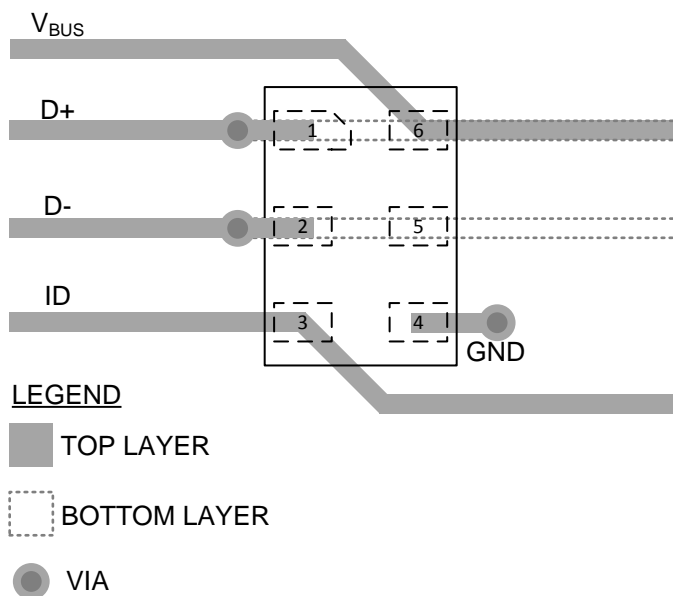 VBUS
D+
1
6
D-
2
5
ID
3
4
GND
LEGEND
TOP LAYER
BOTTOM LAYER
VIA